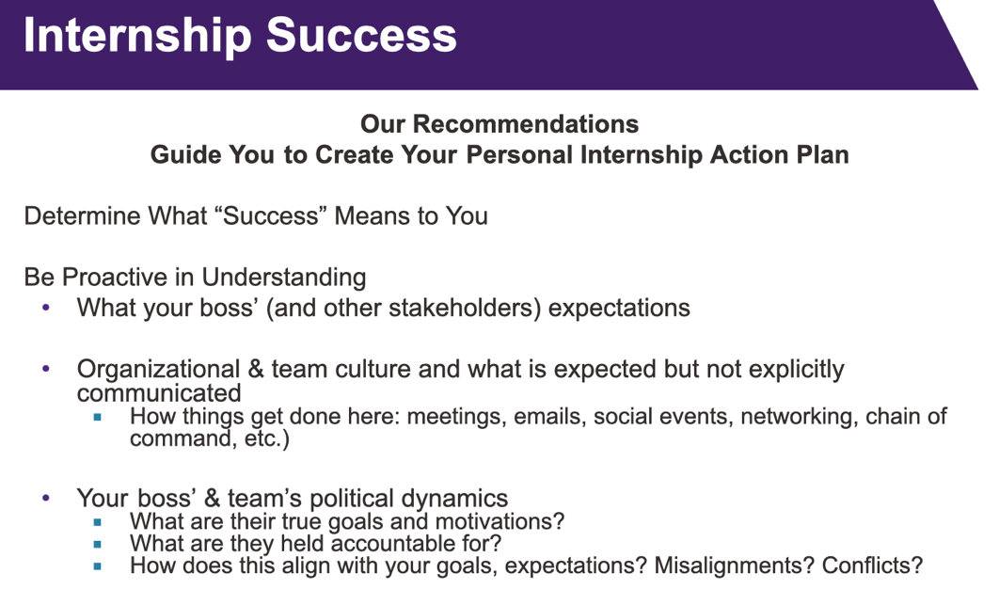 Internship Success
Our Recommendations
Guide You to Create Your Personal Internship Action Plan
Determine What “Success” Means to You
Be Proactive in Understanding
• What your boss’ (and other stakeholders) expectations
• Organizational & team culture and what is expected but not explicitly
communicated
▪ How things get done here: meetings, emails, social events, networking, chain of
command, etc.)
• Your boss’ & team’s political dynamics
▪ What are their true goals and motivations?
▪ What are they held accountable for?
▪ How does this align with your goals, expectations? Misalignments? Conflicts?